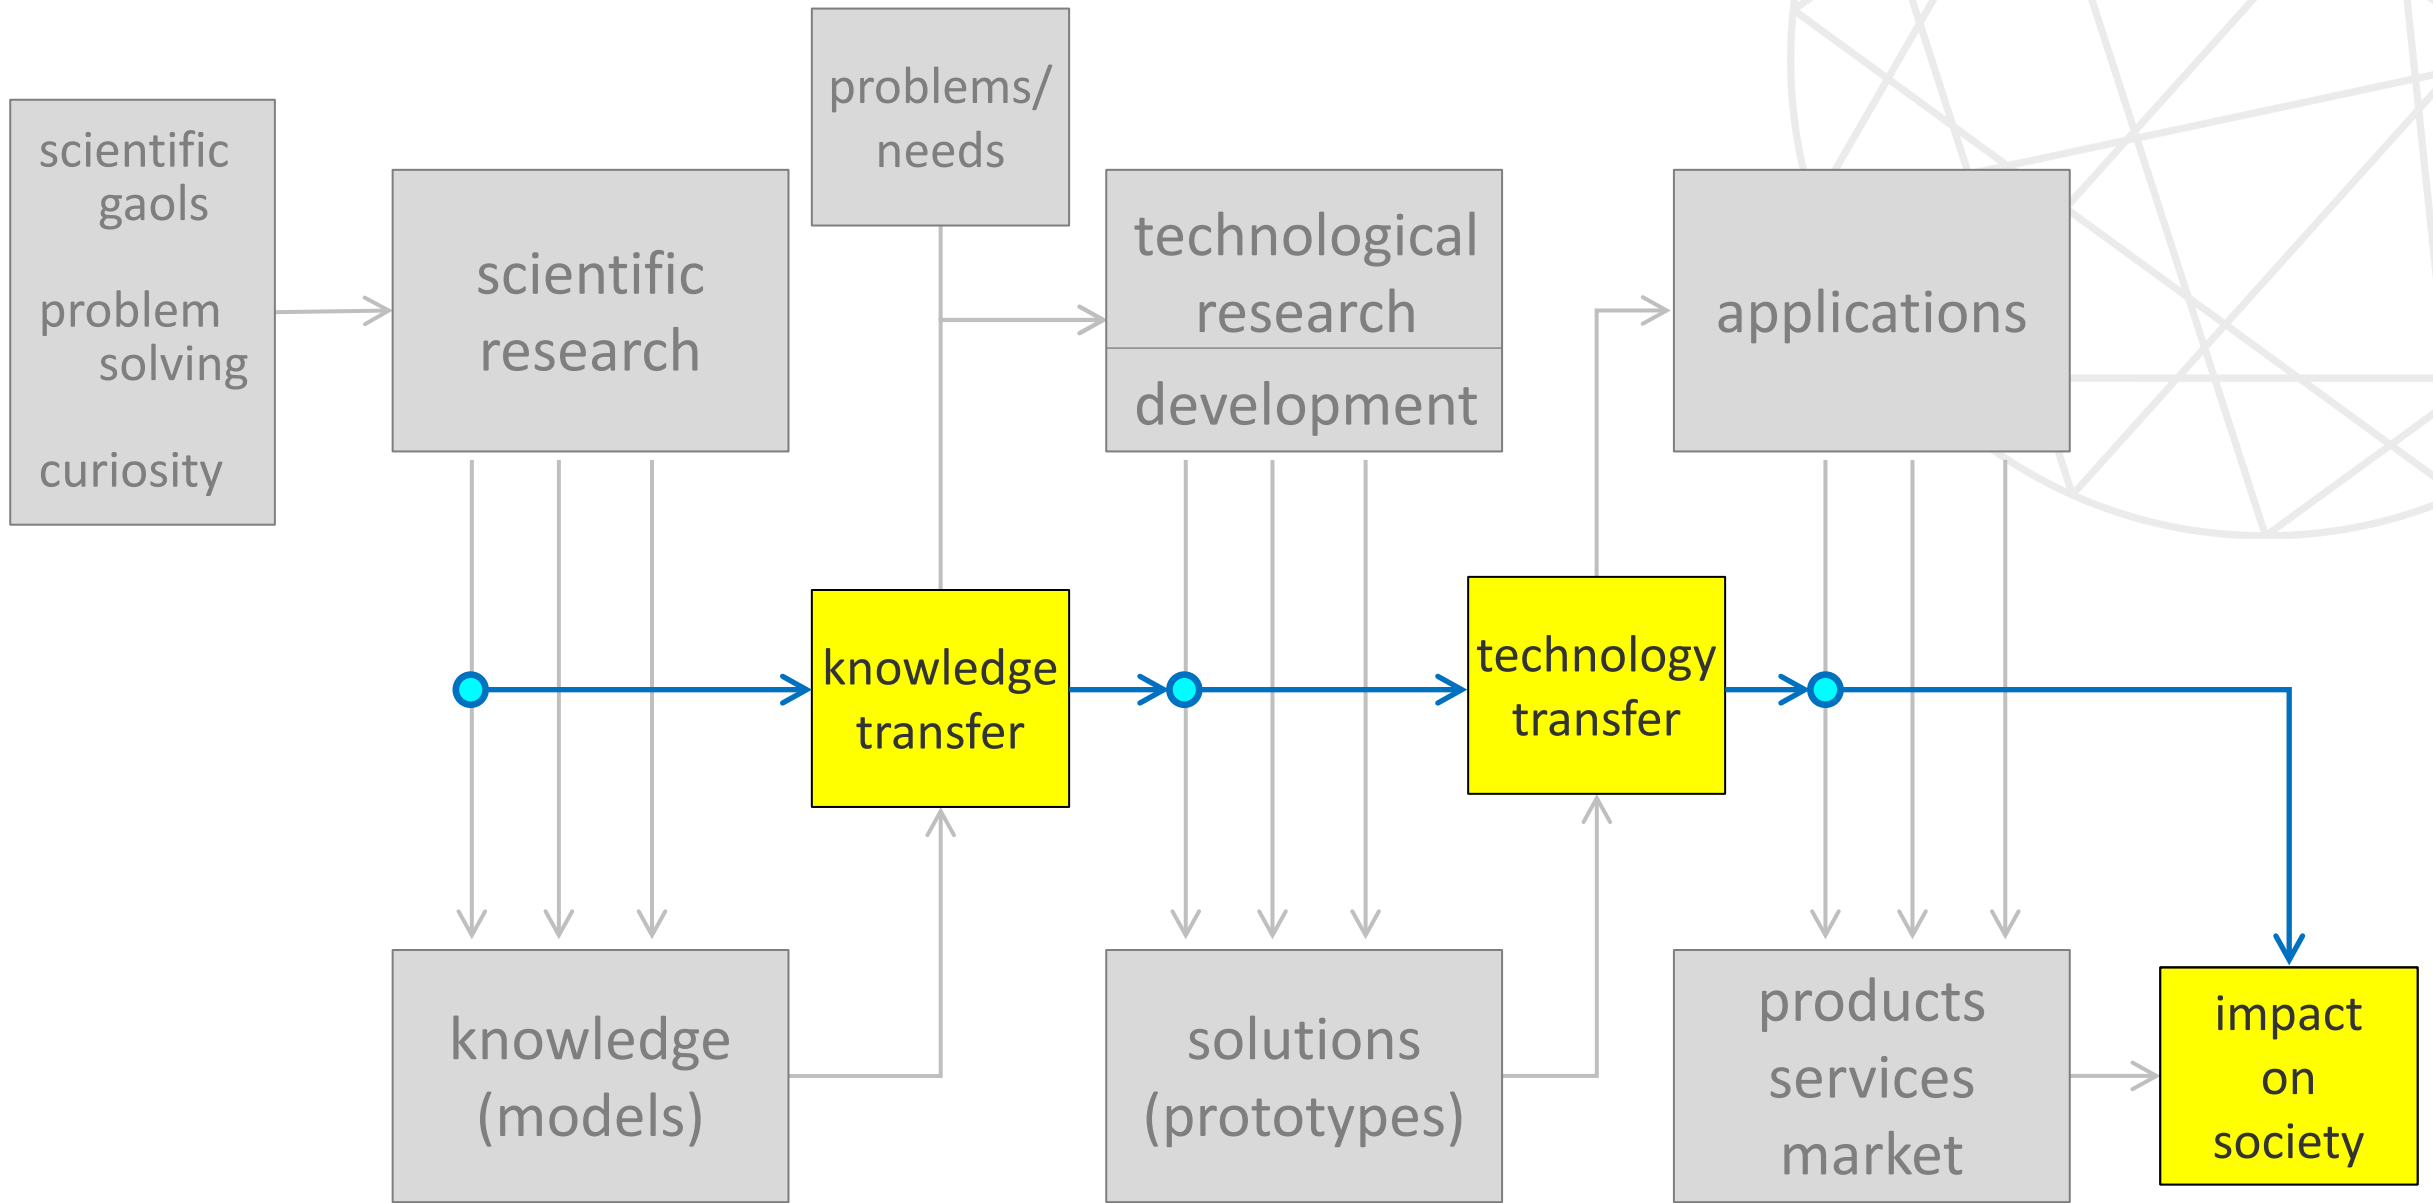 scientific
gaols
problem
solving
curiosity
scientific
research
problems/
needs
technological
research
development
applications
knowledge
transfer
technology
transfer
knowledge
(models)
solutions
(prototypes)
products
services
market
impact
on
society